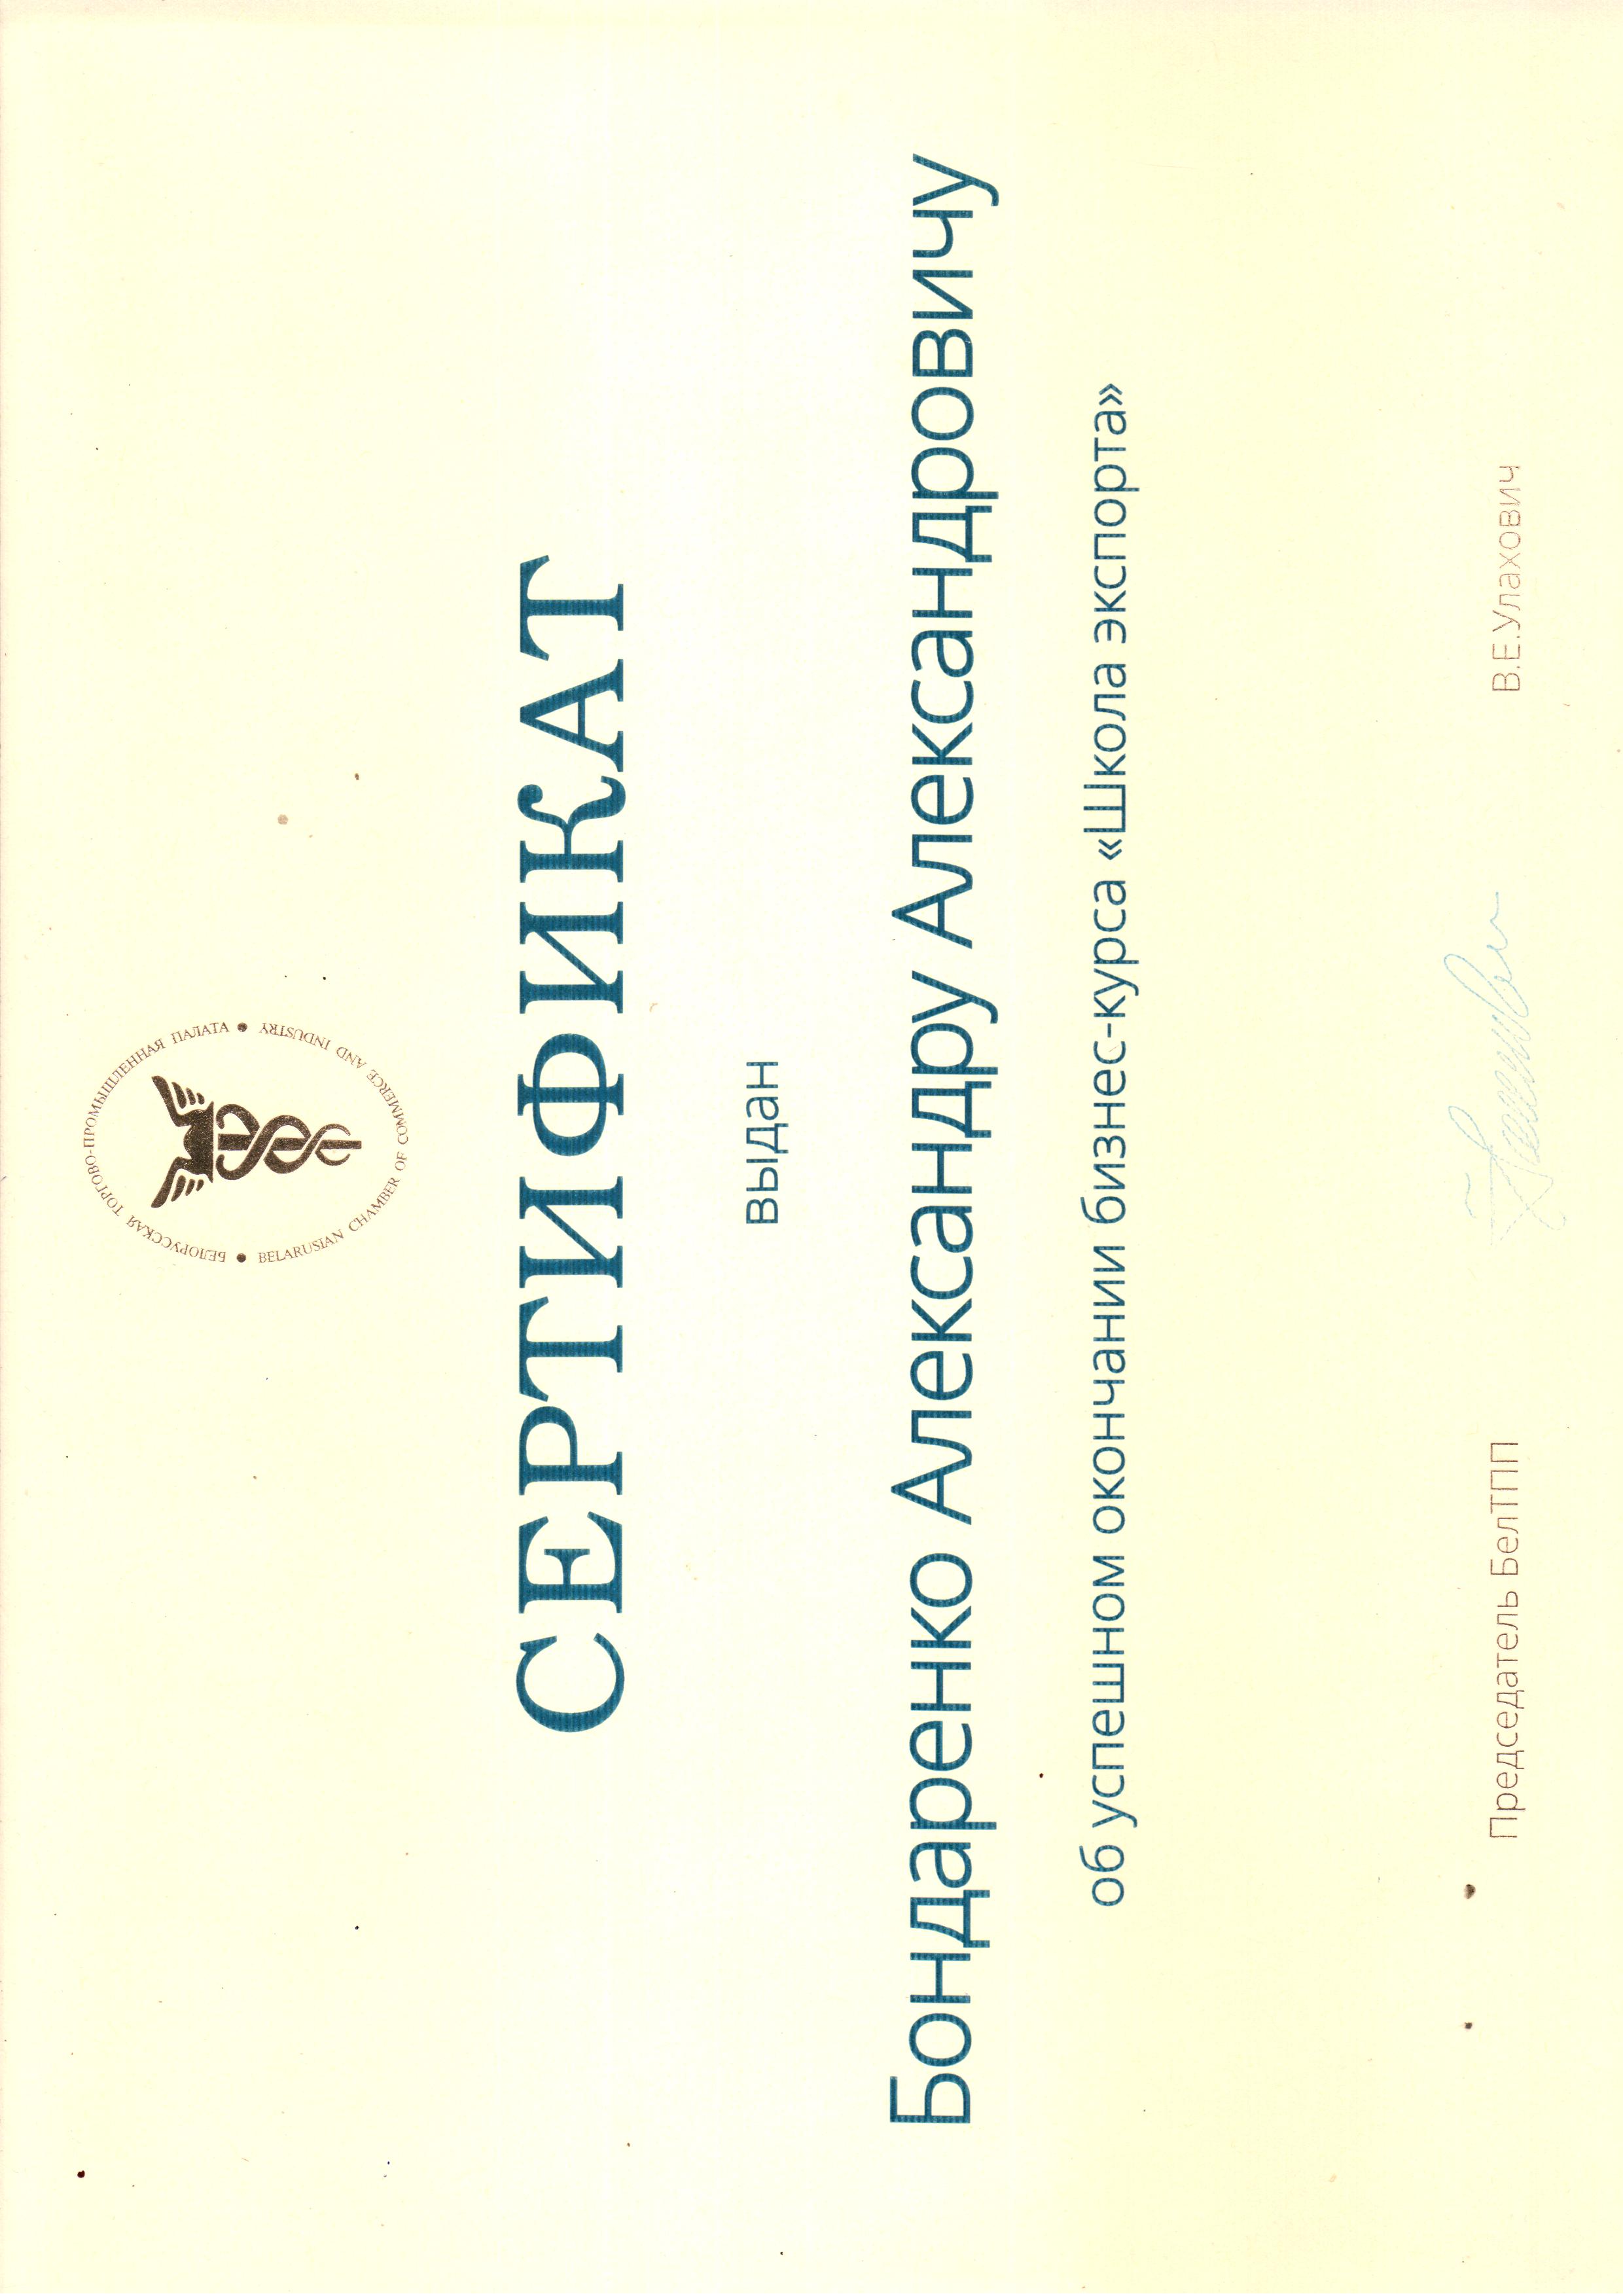 БЕЛОРУССКАЯ ТОРГОВО-ПРОМЫШЛЕННАЯ ПАЛАТА
BELARUSIAN CHAMBER OF COMMERCE AND INDUSTRY
СЕРТИФИКАТ
выдан
Бондаренко Александру Александровичу
об успешном окончании бизнес-курса «Школа экспорта»
Председатель БелТПП В.Е.Улахович